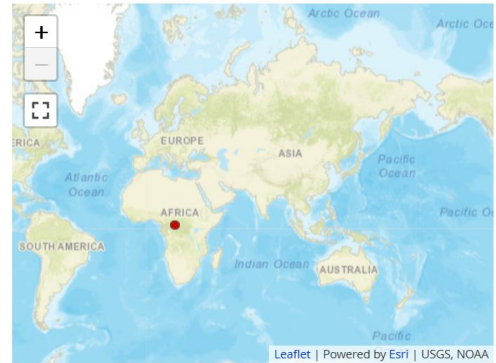 Arctic Ocean
Arctic Oce
+
−
ERICA
EUROPE
ASIA
Atlantic
Ocean
Pacific
Ocean
AFRICA
Pacific O
SOUTH AMERICA
Indian Ocean
AUSTRALIA
Pacific
Leaflet | Powered by Esri | USGS, NOAA